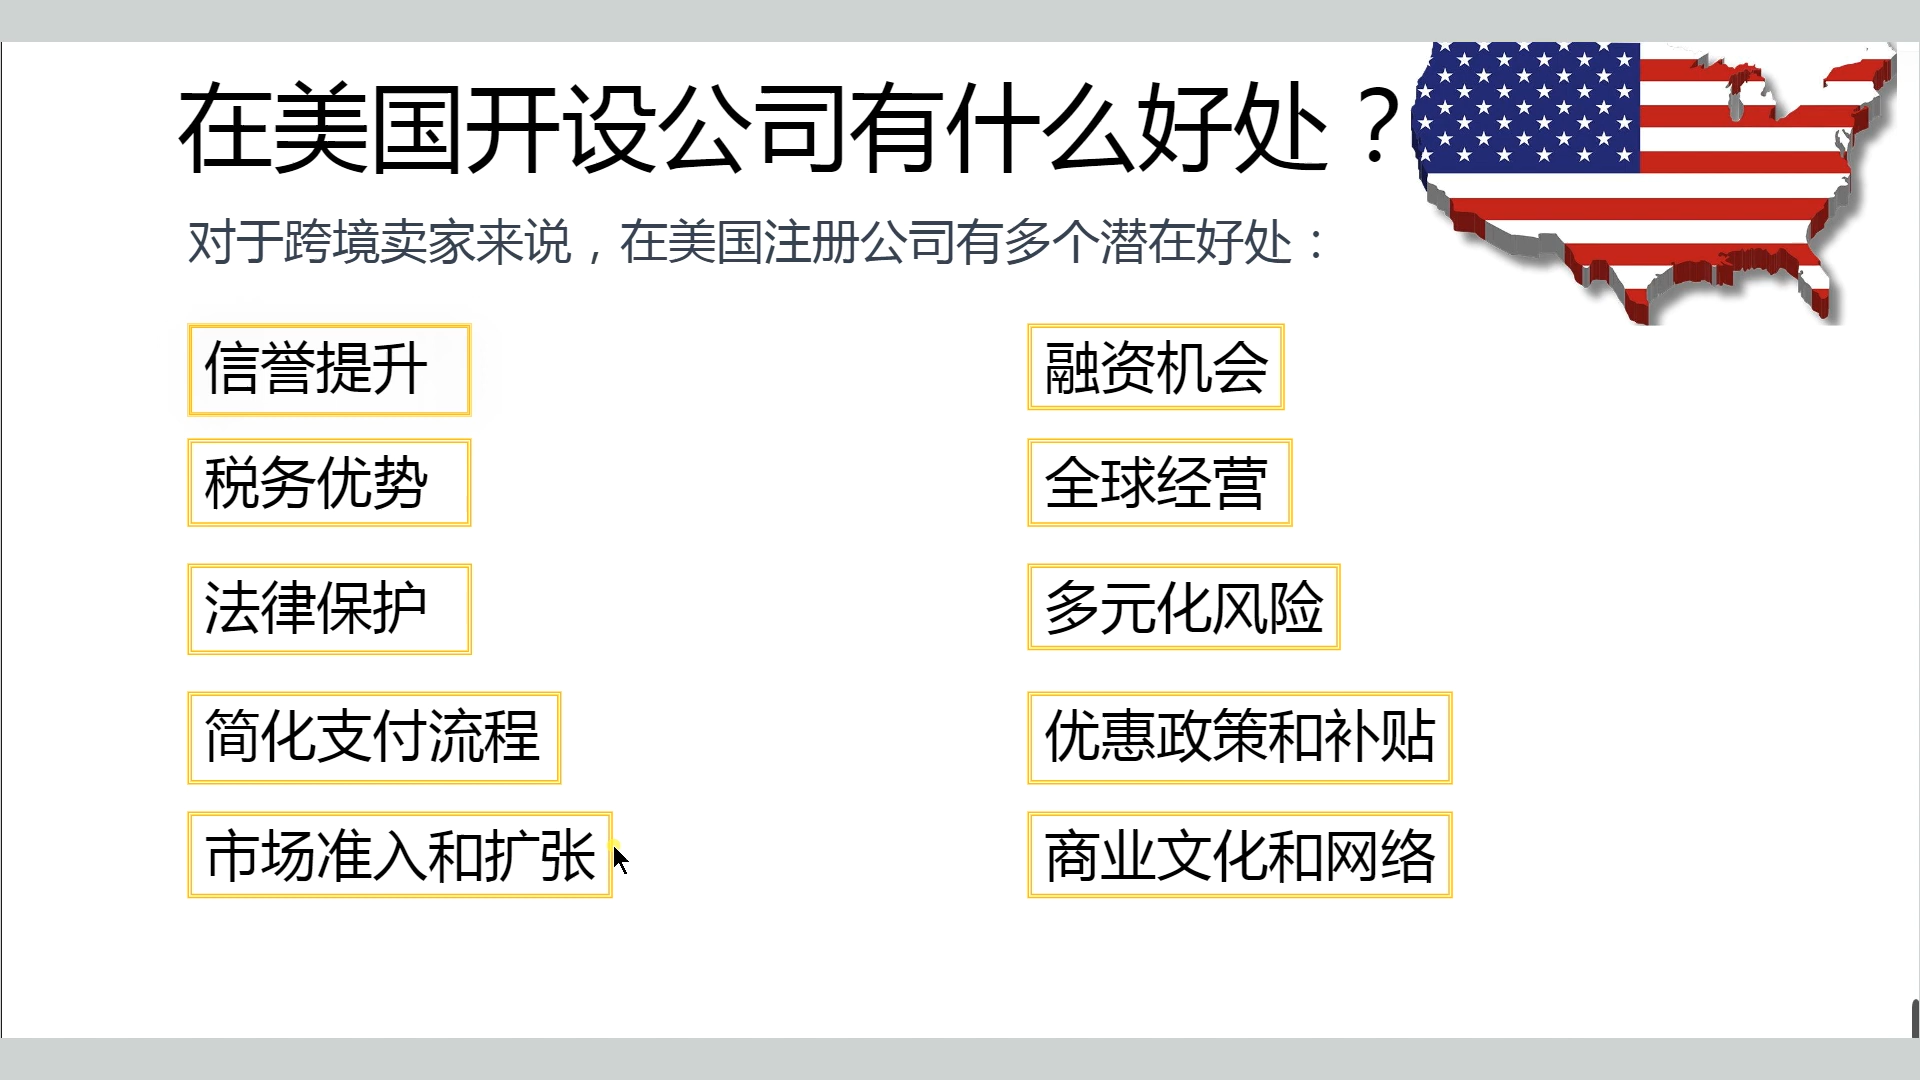 在美国开设公司有什么好处？
对于跨境卖家来说，在美国注册公司有多个潜在好处：
信誉提升
税务优势
法律保护
简化支付流程
市场准入和扩张
融资机会
全球经营
多元化风险
优惠政策和补贴
商业文化和网络